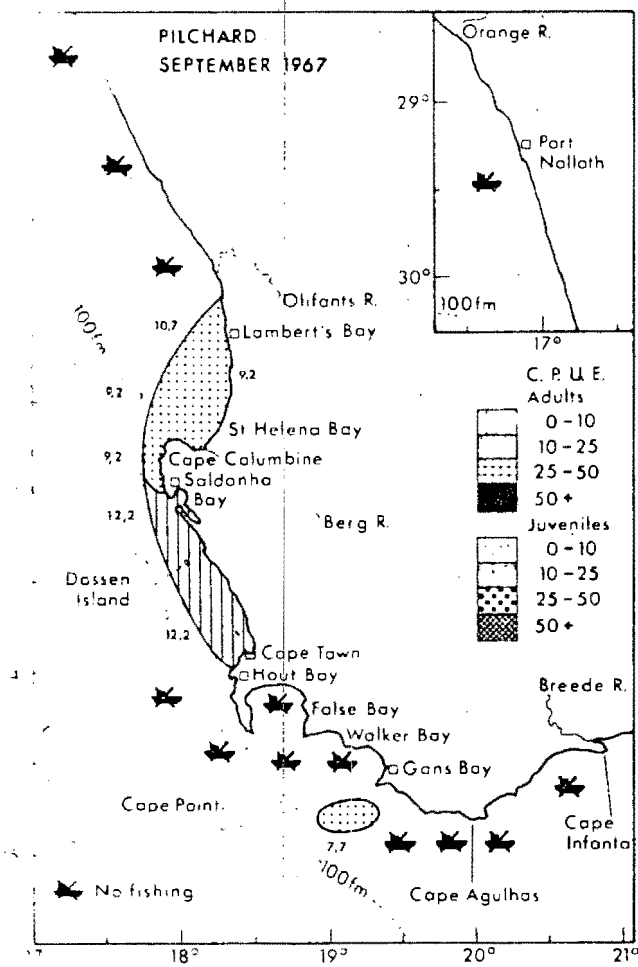 PILCHARD
SEPTEMBER 1967
Orange R.
29°
Port
Nolloth
30°
100fm
17°
Olifants R.
100fm
10,7
Lambert's Bay
9,2
9,2
C. P. U. E.
Adults
0-10
10-25
25-50
50+
St Helena Bay
9,2
Cape Columbine
Saldanha
Bay
12,2
Berg R.
Juveniles
0-10
10-25
25-50
50+
Dassen
Island
12,2
Cape Town
Hout Bay
Breede R.
False Bay
Walker Bay
Gans Bay
Cape Point
Cape
Infanta
7,7
100fm
No fishing
Cape Agulhas
18°
19°
20°
21°